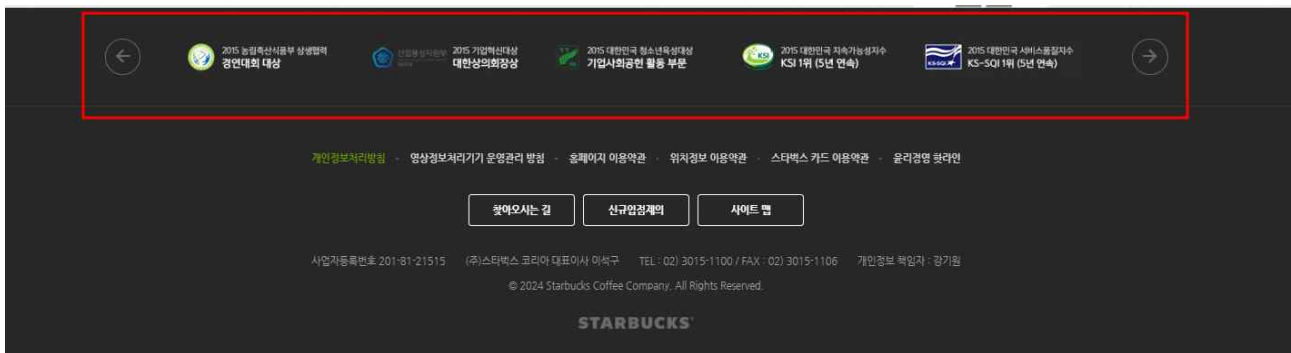 2015 농림축산식품부 상생협력
경연대회 대상
산업통상자원부
2015 기업혁신대상
대한상의회장상
2015 대한민국 청소년육성대상
기업사회공헌 활동 부문
KSI
2015 대한민국 지속가능성지수
KSI 1위 (5년 연속)
KS-SQI
2015 대한민국 서비스품질지수
KS-SQI 1위 (5년 연속)
개인정보처리방침 · 영상정보처리기기 운영관리 방침 · 홈페이지 이용약관 · 위치정보 이용약관 · 스타벅스 카드 이용약관 · 윤리경영 핫라인
찾아오시는 길 신규입점제의 사이트 맵
사업자등록번호 201-81-21515 (주)스타벅스 코리아 대표이사 이석구 TEL : 02) 3015-1100 / FAX : 02) 3015-1106 개인정보 책임자 : 강기원
© 2024 Starbucks Coffee Company. All Rights Reserved.
STARBUCKS